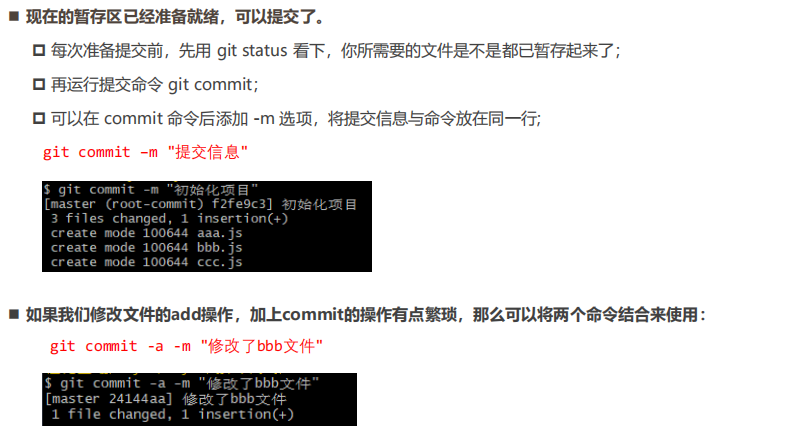 ■ 现在的暂存区已经准备就绪，可以提交了。
❑ 每次准备提交前，先用 git status 看下，你所需要的文件是不是都已暂存起来了；
❑ 再运行提交命令 git commit；
❑ 可以在 commit 命令后添加 -m 选项，将提交信息与命令放在同一行;
git commit –m "提交信息"
$ git commit -m "初始化项目"
[master (root-commit) f2fe9c3] 初始化项目
3 files changed, 1 insertion(+)
create mode 100644 aaa.js
create mode 100644 bbb.js
create mode 100644 ccc.js
■ 如果我们修改文件的add操作，加上commit的操作有点繁琐，那么可以将两个命令结合来使用：
git commit -a -m "修改了bbb文件"
$ git commit -a -m "修改了bbb文件"
[master 24144aa] 修改了bbb文件
1 file changed, 1 insertion(+)